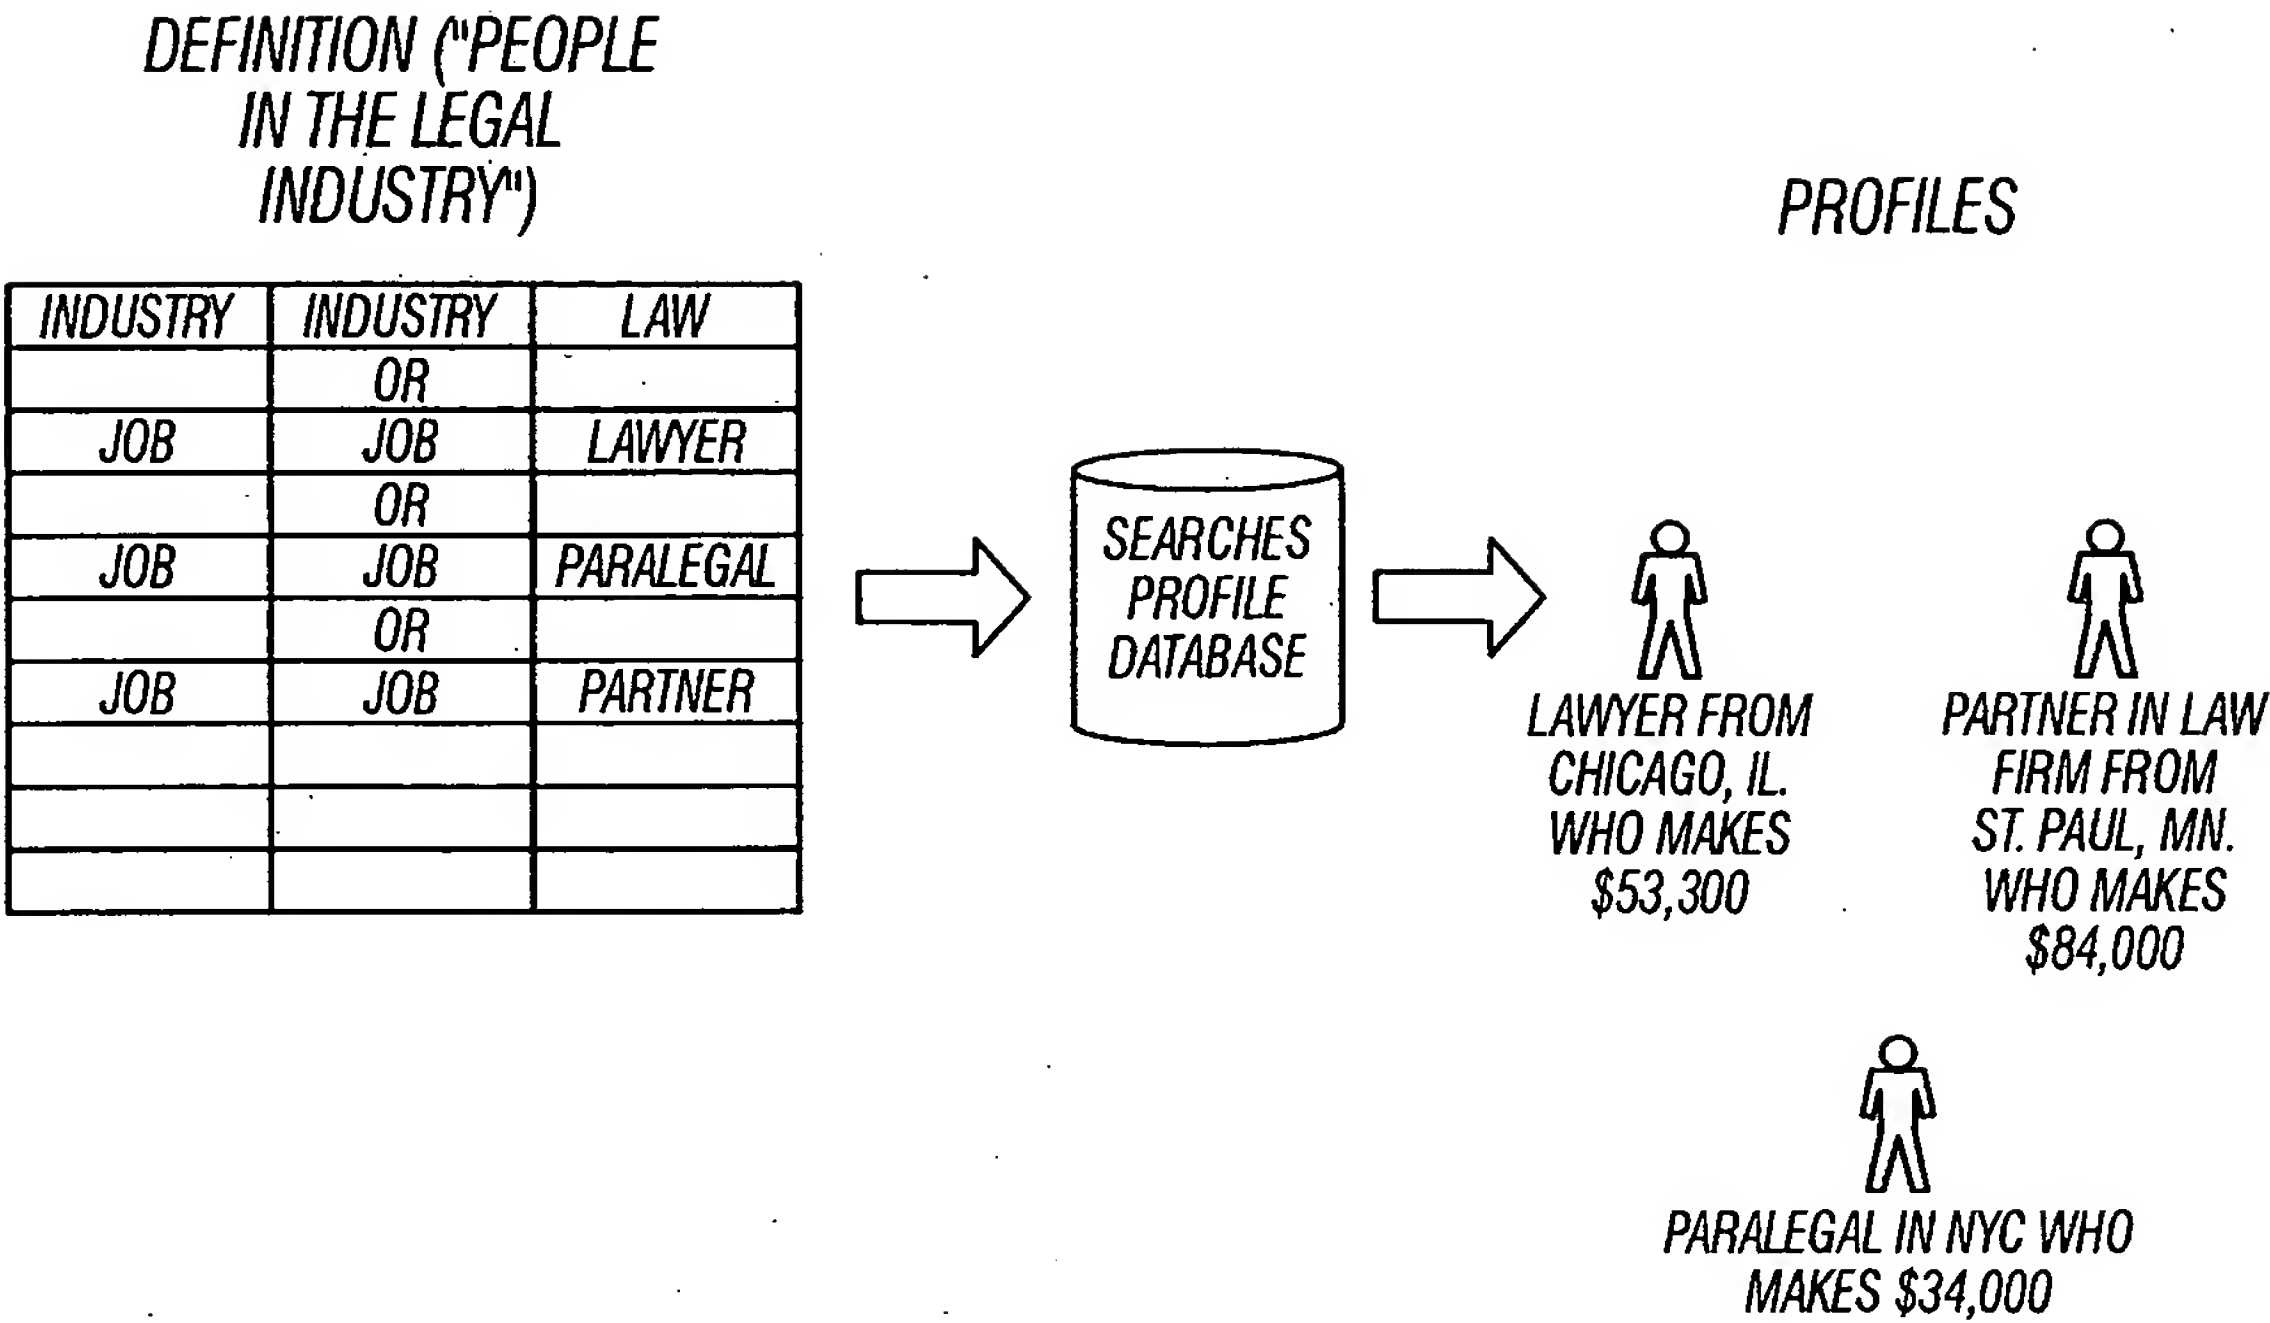 DEFINITION ("PEOPLE
IN THE LEGAL
INDUSTRY")
PROFILES
INDUSTRY INDUSTRY LAW
OR
JOB JOB LAWYER
OR
JOB JOB PARALEGAL
OR
JOB JOB PARTNER
SEARCHES
PROFILE
DATABASE
LAWYER FROM
CHICAGO, IL.
WHO MAKES
$53,300
PARTNER IN LAW
FIRM FROM
ST. PAUL, MN.
WHO MAKES
$84,000
PARALEGAL IN NYC WHO
MAKES $34,000